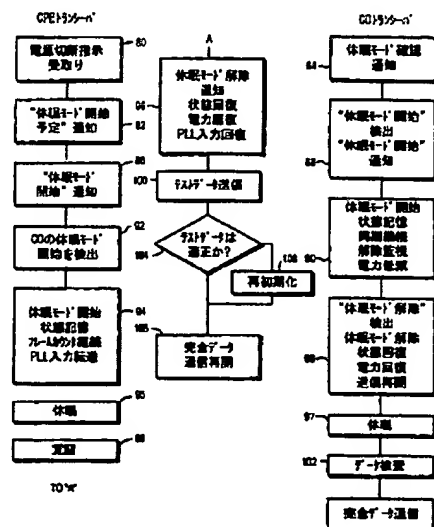 CPEトランシーバ
電源切断指示
受取り
80
"休眠モード開始
予定"通知
82
"休眠モード
開始"通知
COの休眠モード
開始を検出
92
休眠モード開始
状態記憶
フレームカウント継続
PLL入力転送
94
休眠
95
覚醒
TO "A"
A
休眠モード解除
通知
状態回復
電力回復
PLL入力回復
テストデータ送信
100
テストデータは
適正か?
104
再初期化
106
完全データ
通信再開
COトランシーバ
休眠モード確認
通知
84
"休眠モード開始"
検出
"休眠モード開始"
通知
休眠モード開始
状態記憶
同期継続
解除監視
電力低減
90
"休眠モード解除"
検出
休眠モード解除
状態回復
電力回復
送信再開
休眠
97
データ検査
102
完全データ送信